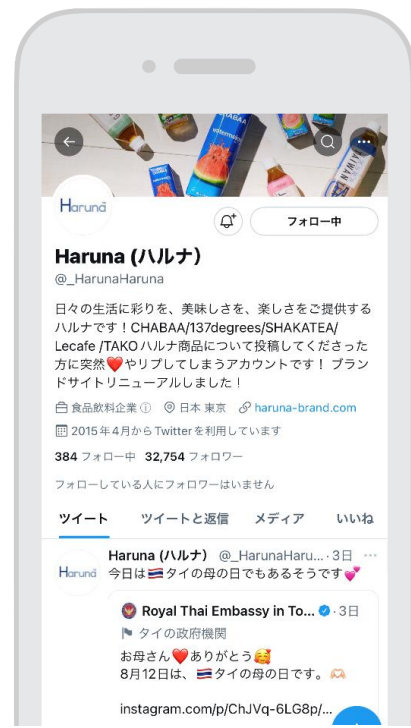 CHABAA
watermelon
TAIWAN
Haruna
フォロー中
Haruna (ハルナ)
@_HarunaHaruna
日々の生活に彩りを、美味しさを、楽しさをご提供する
ハルナです！CHABAA/137degrees/SHAKATEA/
Lecafe /TAKO ハルナ商品について投稿してくださった
方に突然❤️やリプしてしまうアカウントです！ ブラン
ドサイトリニューアルしました！
食品飲料企業 日本 東京 haruna-brand.com
2015年4月からTwitterを利用しています
384 フォロー中 32,754 フォロワー
フォローしている人にフォロワーはいません
ツイート ツイートと返信 メディア いいね
Haruna (ハルナ) @_HarunaHaru... · 3日 ···
Haruna
今日は🇹🇭タイの母の日でもあるそうです💕
Royal Thai Embassy in To... · 3日
タイの政府機関
お母さん❤️ありがとう🥰
8月12日は、🇹🇭タイの母の日です。🫶🏻
instagram.com/p/ChJVq-6LG8p/...